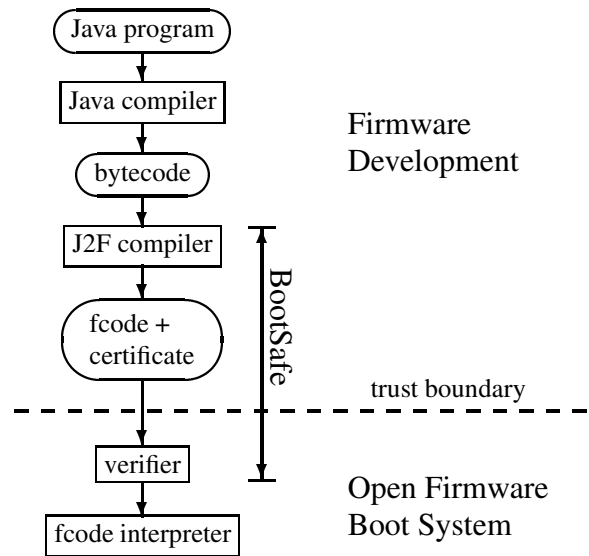 Java program
Java compiler
Firmware
Development
bytecode
J2F compiler
BootSafe
fcode +
certificate
trust boundary
verifier
Open Firmware
Boot System
fcode interpreter